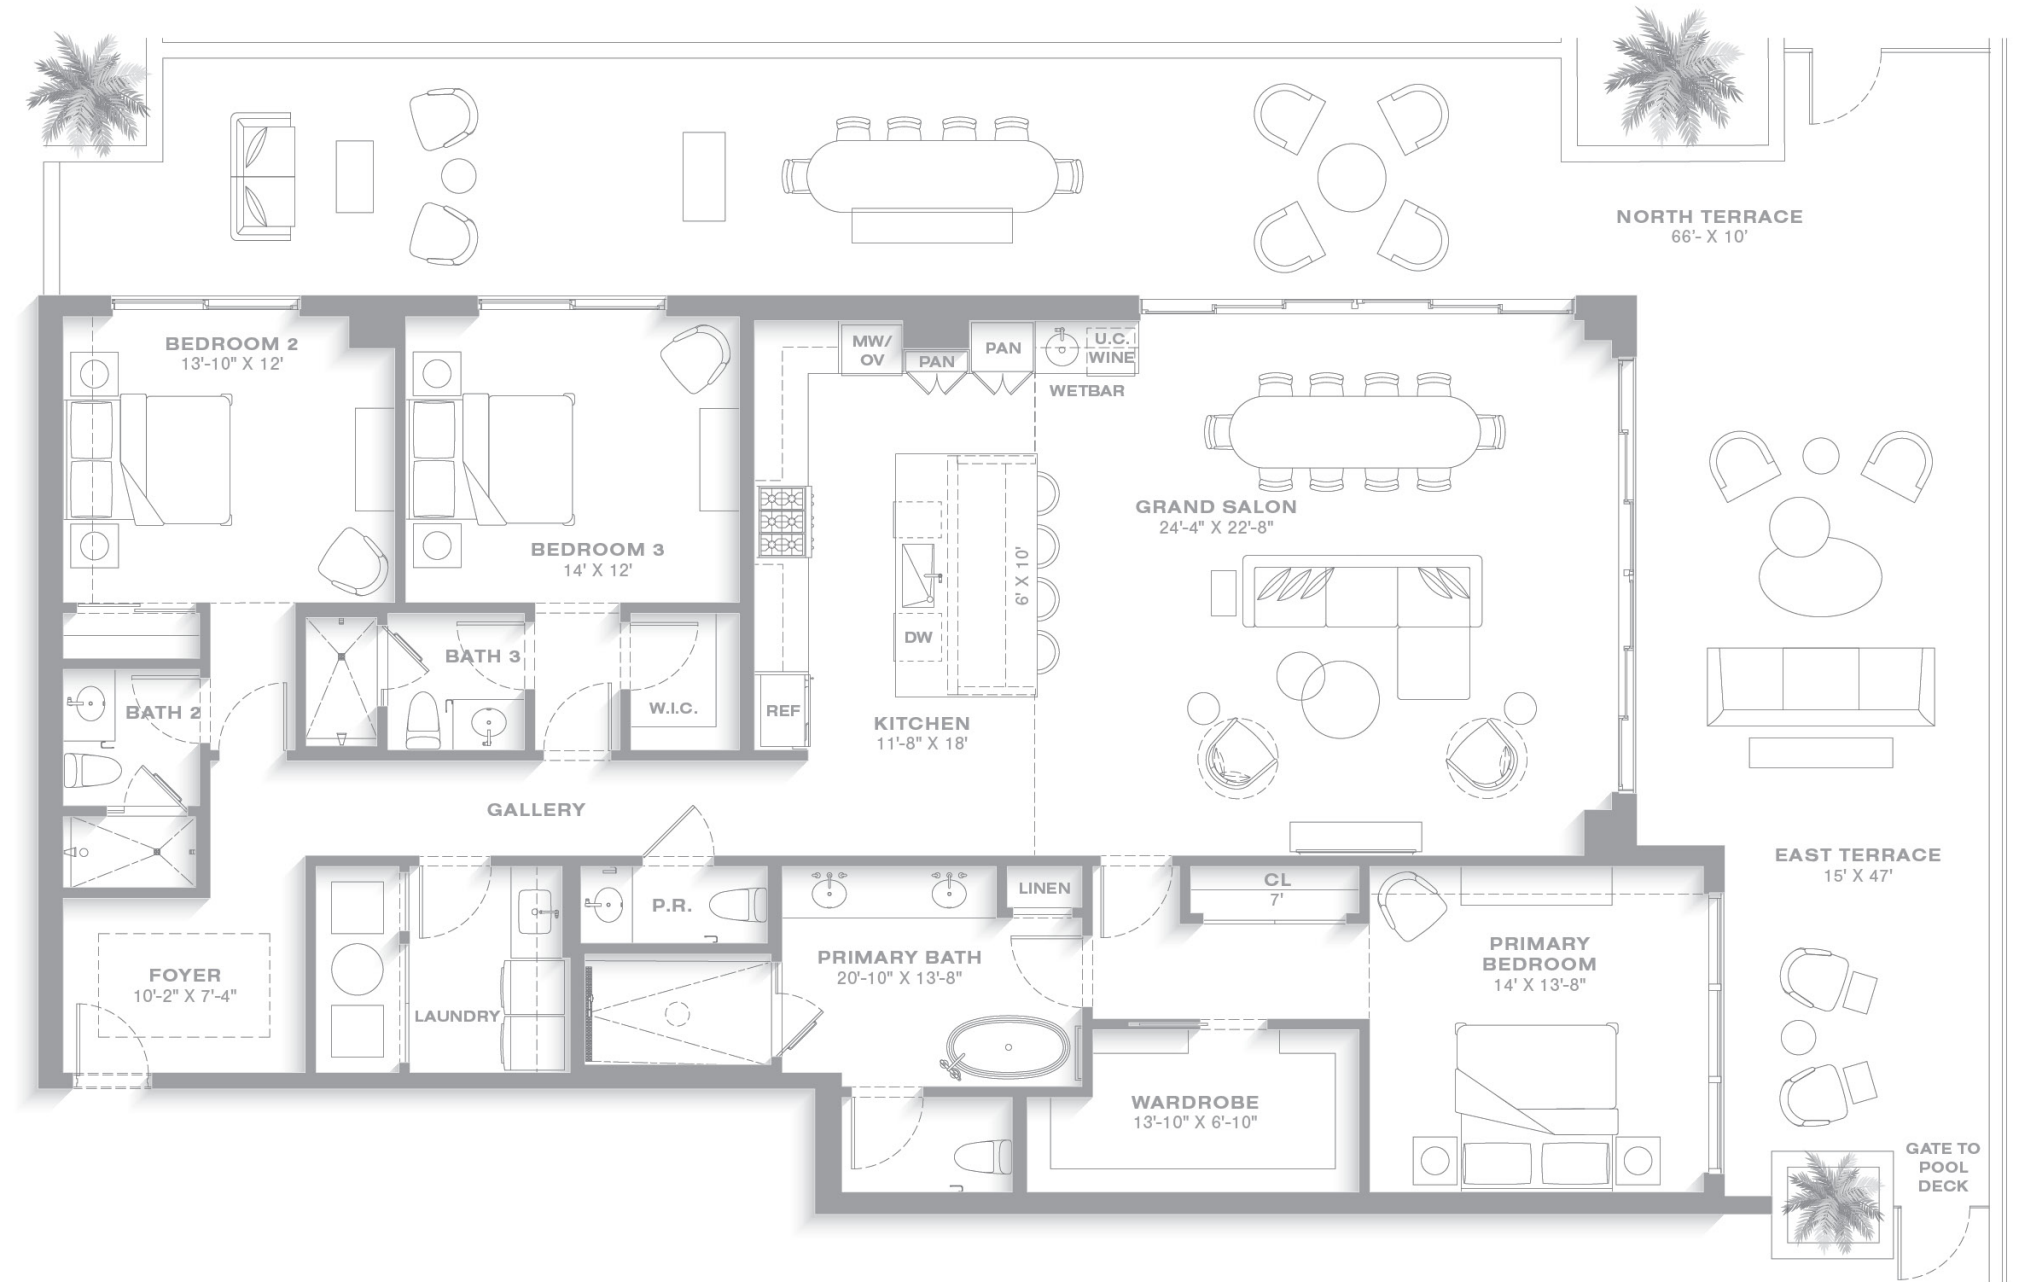 NORTH TERRACE
66'- X 10'
BEDROOM 2
13'-10" X 12'
MW/
OV
PAN
PAN
U.C.
WINE
WETBAR
GRAND SALON
24'-4" X 22'-8"
BEDROOM 3
14' X 12'
6' X 10'
DW
BATH 3
W.I.C.
REF
BATH 2
KITCHEN
11'-8" X 18'
GALLERY
EAST TERRACE
15' X 47'
CL
7'
LINEN
P.R.
PRIMARY BATH
20'-10" X 13'-8"
PRIMARY
BEDROOM
14' X 13'-8"
FOYER
10'-2" X 7'-4"
LAUNDRY
WARDROBE
13'-10" X 6'-10"
GATE TO
POOL
DECK